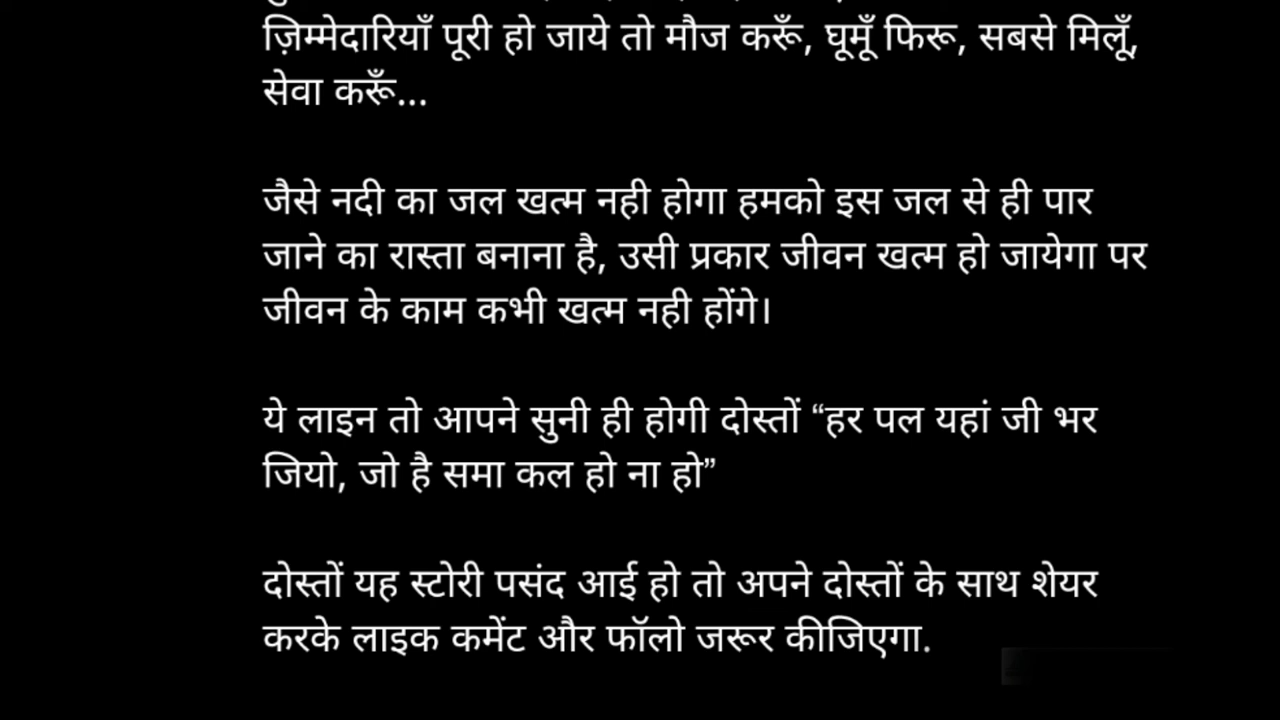 ज़िम्मेदारियाँ पूरी हो जाये तो मौज करूँ, घूमूँ फिरू, सबसे मिलूँ,
सेवा करूँ...
जैसे नदी का जल खत्म नही होगा हमको इस जल से ही पार
जाने का रास्ता बनाना है, उसी प्रकार जीवन खत्म हो जायेगा पर
जीवन के काम कभी खत्म नही होंगे।
ये लाइन तो आपने सुनी ही होगी दोस्तों “हर पल यहां जी भर
जियो, जो है समा कल हो ना हो”
दोस्तों यह स्टोरी पसंद आई हो तो अपने दोस्तों के साथ शेयर
करके लाइक कमेंट और फॉलो जरूर कीजिएगा.